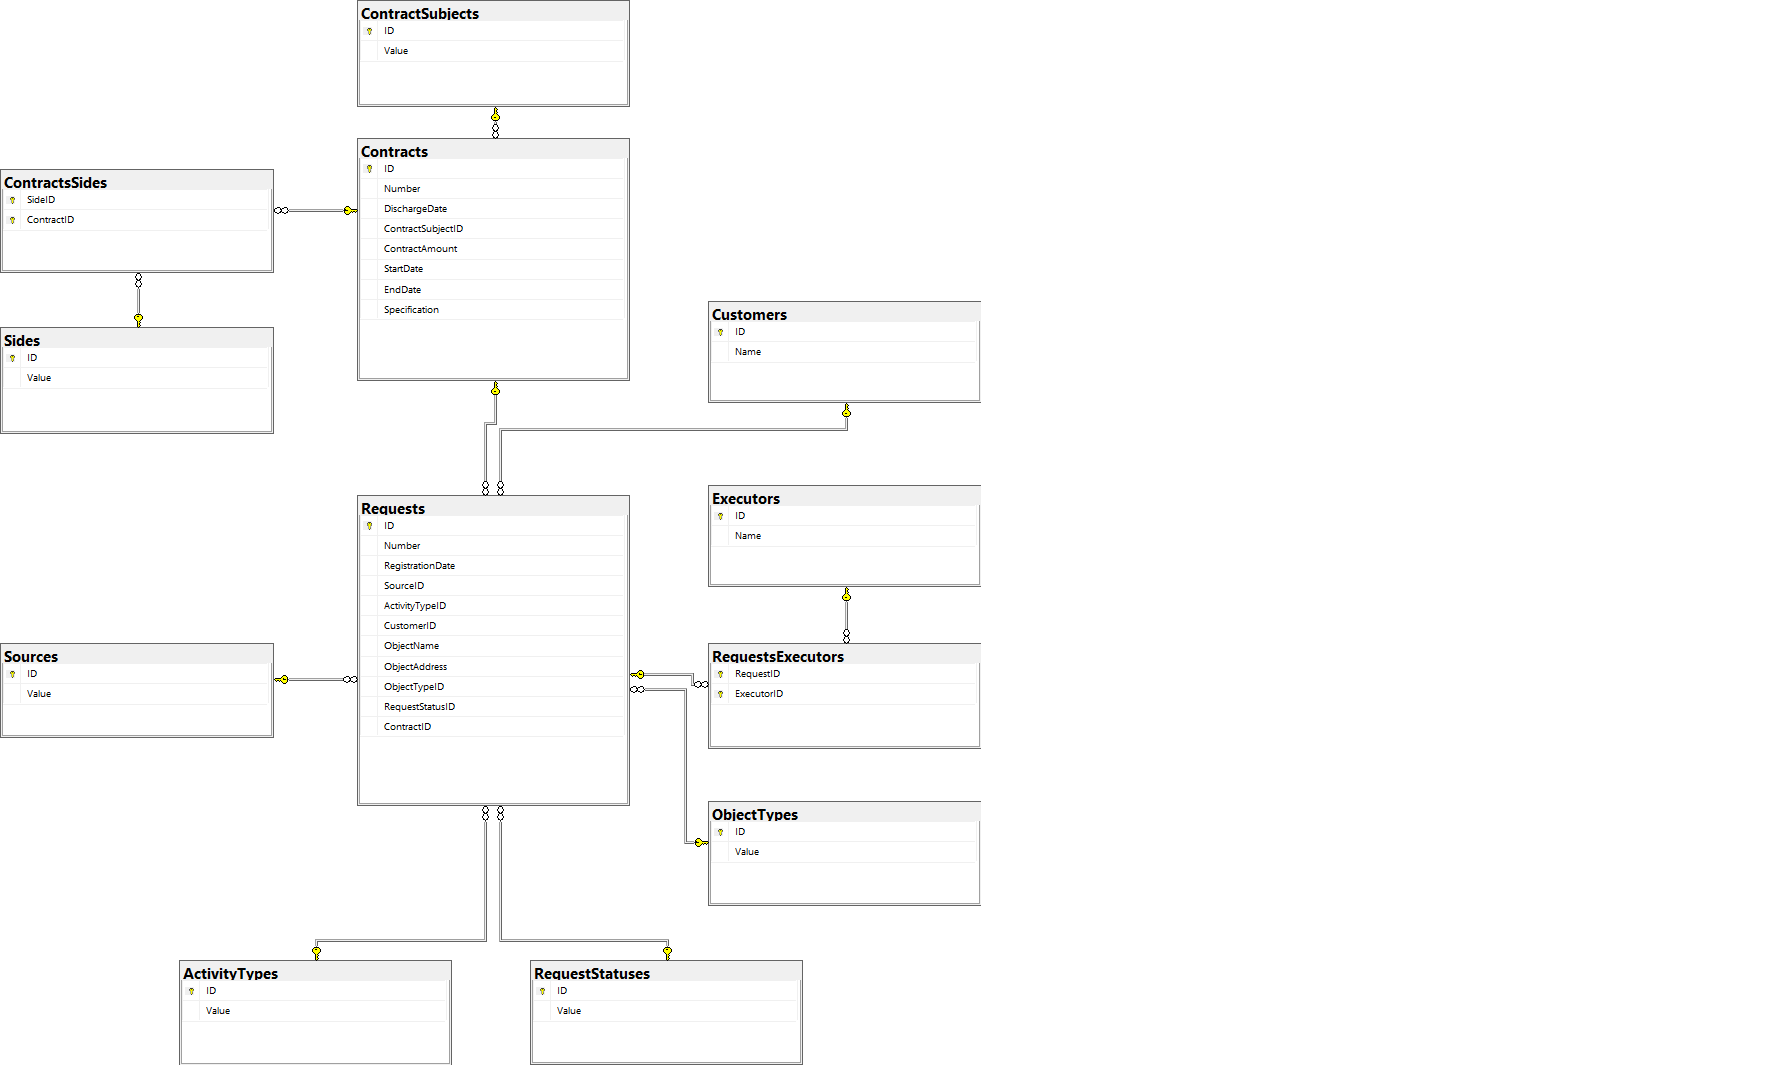 ContractSubjects
ID
Value
Contracts
ID
Number
DischargeDate
ContractSubjectID
ContractAmount
StartDate
EndDate
Specification
ContractsSides
SideID
ContractID
Sides
ID
Value
Customers
ID
Name
Executors
ID
Name
Requests
ID
Number
RegistrationDate
SourceID
ActivityTypeID
CustomerID
ObjectName
ObjectAddress
ObjectTypeID
RequestStatusID
ContractID
Sources
ID
Value
RequestsExecutors
RequestID
ExecutorID
ObjectTypes
ID
Value
ActivityTypes
ID
Value
RequestStatuses
ID
Value